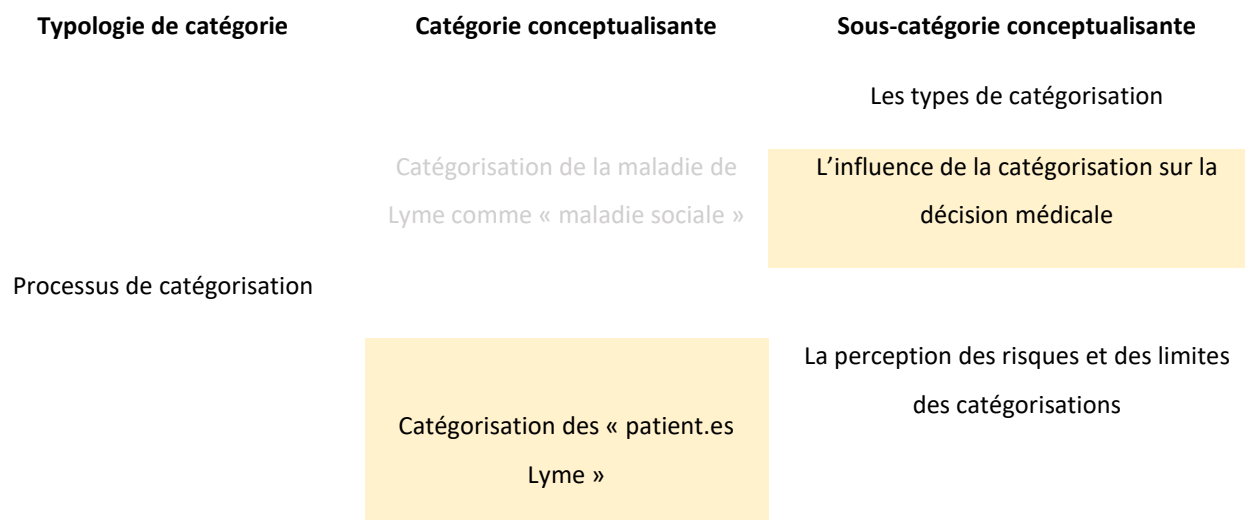 Typologie de catégorie
Catégorie conceptualisante
Sous-catégorie conceptualisante
Les types de catégorisation
Catégorisation de la maladie de
Lyme comme « maladie sociale »
L’influence de la catégorisation sur la
décision médicale
Processus de catégorisation
La perception des risques et des limites
des catégorisations
Catégorisation des « patient.es
Lyme »